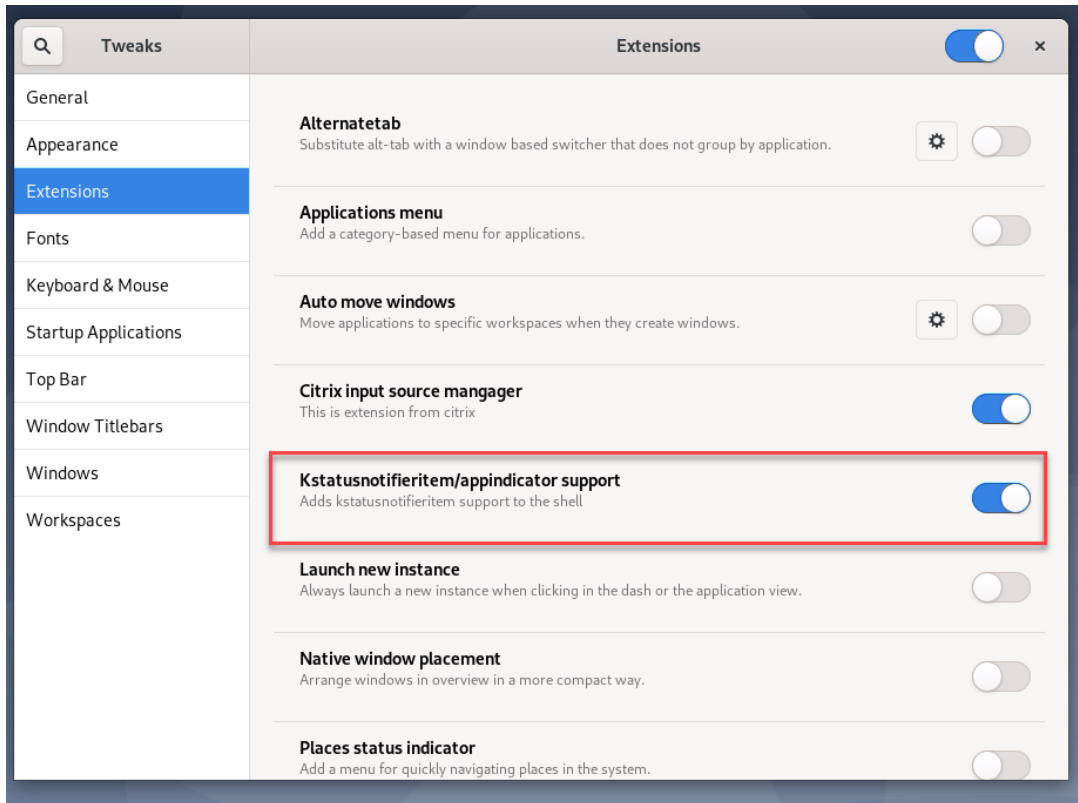 Tweaks
Extensions
General
Appearance
Extensions
Fonts
Keyboard & Mouse
Startup Applications
Top Bar
Window Titlebars
Windows
Workspaces
Alternatetab
Substitute alt-tab with a window based switcher that does not group by application.
Applications menu
Add a category-based menu for applications.
Auto move windows
Move applications to specific workspaces when they create windows.
Citrix input source mangager
This is extension from citrix
Kstatusnotifieritem/appindicator support
Adds kstatusnotifieritem support to the shell
Launch new instance
Always launch a new instance when clicking in the dash or the application view.
Native window placement
Arrange windows in overview in a more compact way.
Places status indicator
Add a menu for quickly navigating places in the system.